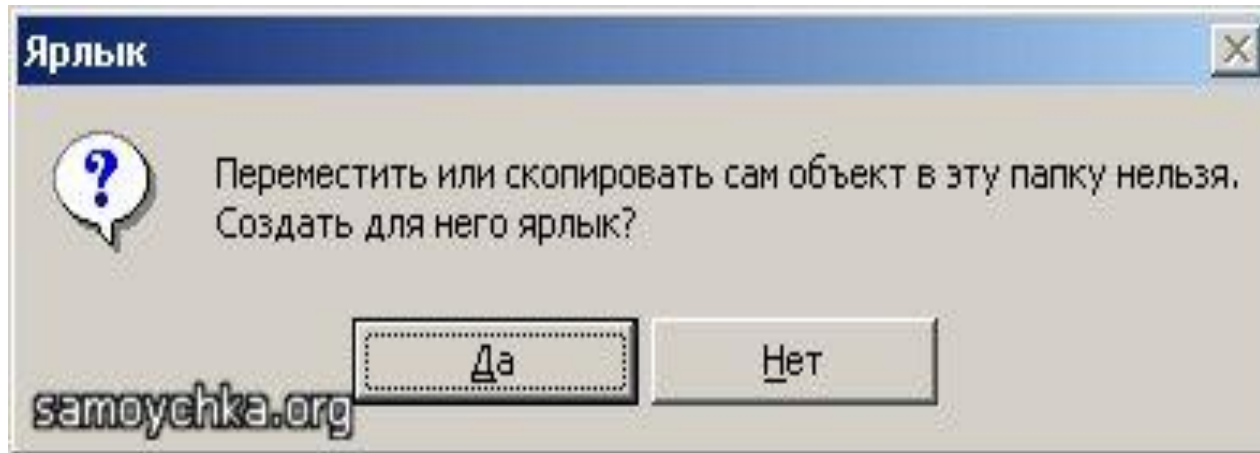 Ярлык
Переместить или скопировать сам объект в эту папку нельзя.
Создать для него ярлык?
Да
Нет
samoychka.org